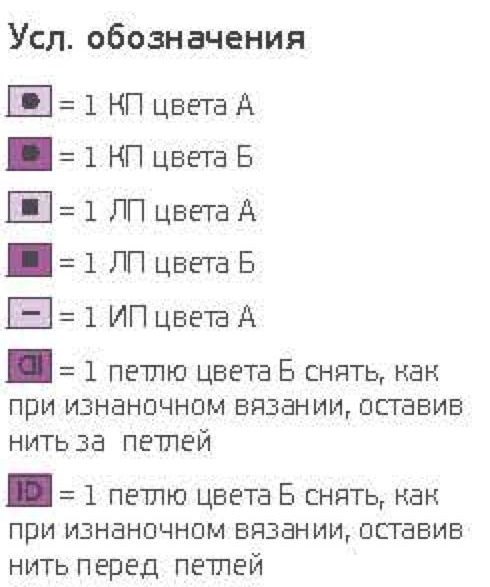 Усл. обозначения
= 1 КП цвета А
= 1 КП цвета Б
= 1 ЛП цвета А
= 1 ЛП цвета Б
= 1 ИП цвета А
= 1 петлю цвета Б снять, как
при изнаночном вязании, оставив
нить за петлей
= 1 петлю цвета Б снять, как
при изнаночном вязании, оставив
нить перед петлей